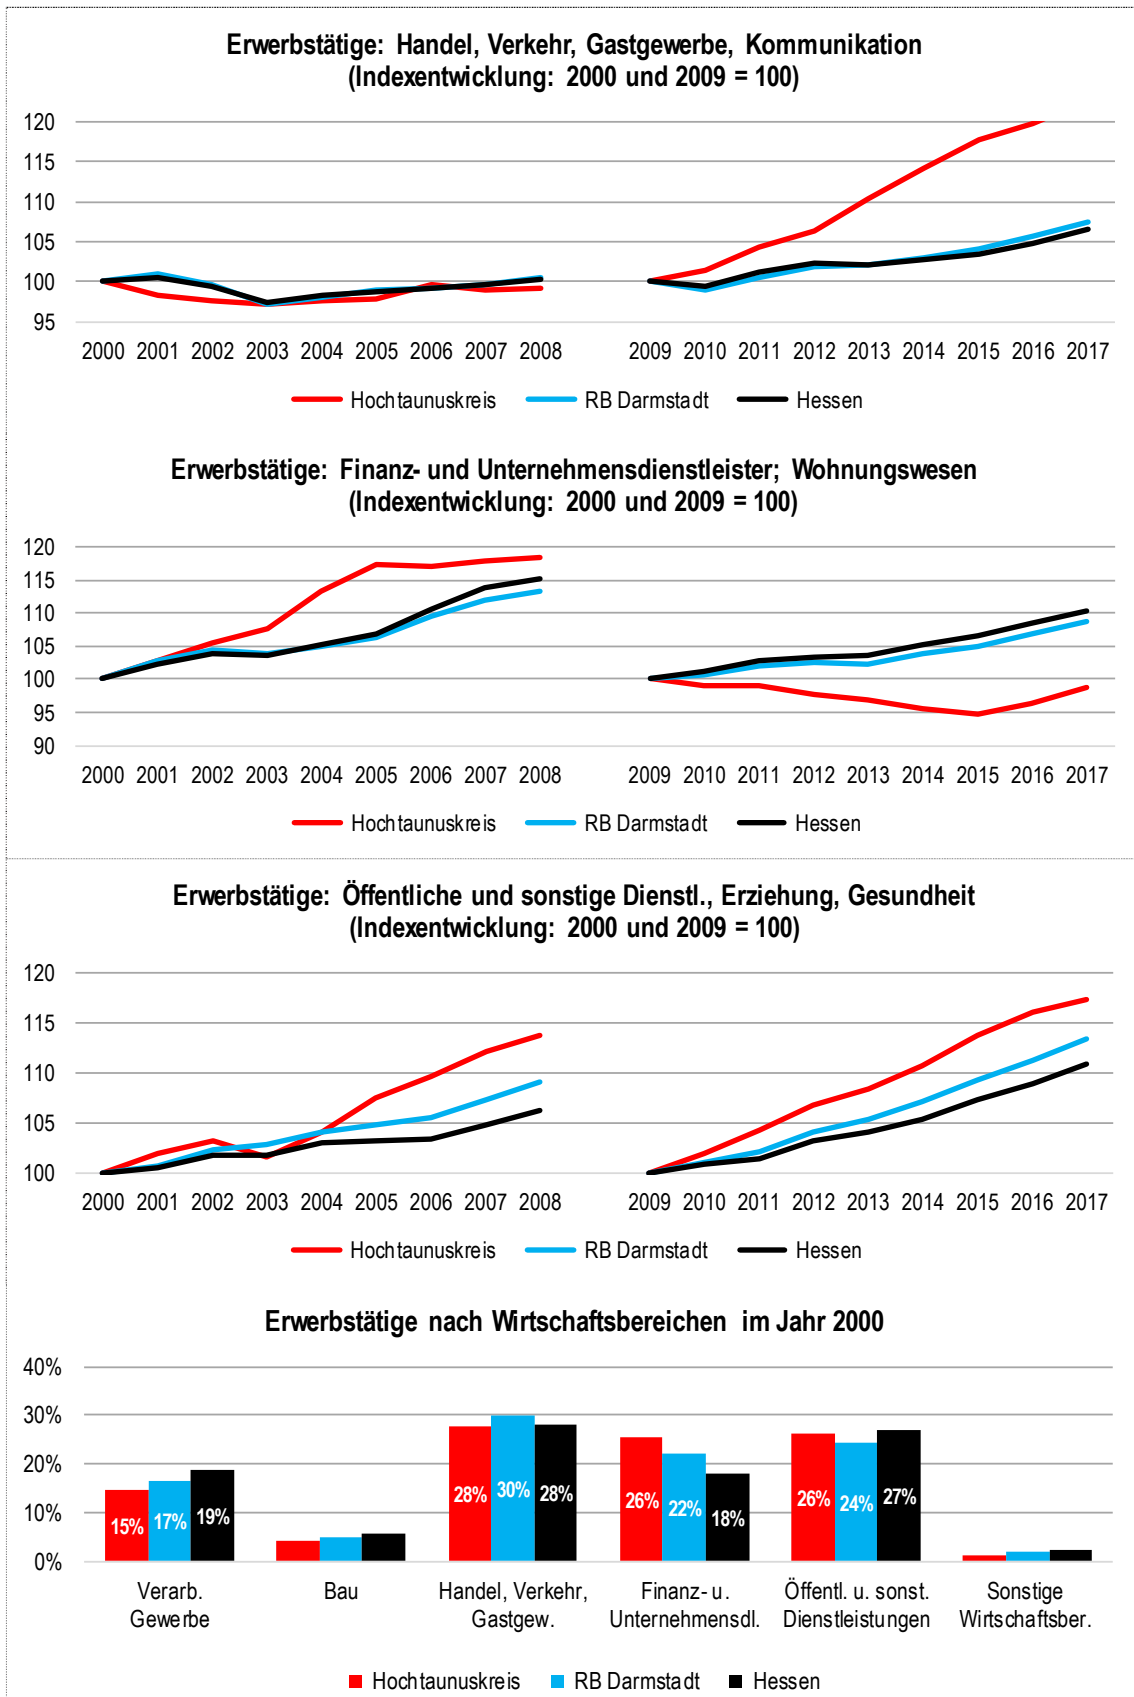 Erwerbstätige: Handel, Verkehr, Gastgewerbe, Kommunikation
(Indexentwicklung: 2000 und 2009 = 100)
120
115
110
105
100
95
2000 2001 2002 2003 2004 2005 2006 2007 2008 2009 2010 2011 2012 2013 2014 2015 2016 2017
Hochtaunuskreis RB Darmstadt Hessen
Erwerbstätige: Finanz- und Unternehmensdienstleister; Wohnungswesen
(Indexentwicklung: 2000 und 2009 = 100)
120
115
110
105
100
95
90
2000 2001 2002 2003 2004 2005 2006 2007 2008 2009 2010 2011 2012 2013 2014 2015 2016 2017
Hochtaunuskreis RB Darmstadt Hessen
Erwerbstätige: Öffentliche und sonstige Dienstl., Erziehung, Gesundheit
(Indexentwicklung: 2000 und 2009 = 100)
120
115
110
105
100
2000 2001 2002 2003 2004 2005 2006 2007 2008 2009 2010 2011 2012 2013 2014 2015 2016 2017
Hochtaunuskreis RB Darmstadt Hessen
Erwerbstätige nach Wirtschaftsbereichen im Jahr 2000
40%
30%
20%
10%
0%
15% 17% 19% 28% 30% 28% 26% 22% 18% 26% 24% 27%
Verarb. Bau Handel, Verkehr, Finanz- u. Öffentl. u. sonst. Sonstige
Gewerbe Gastgew. Unternehmensdl. Dienstleistungen Wirtschaftsber.
Hochtaunuskreis RB Darmstadt Hessen